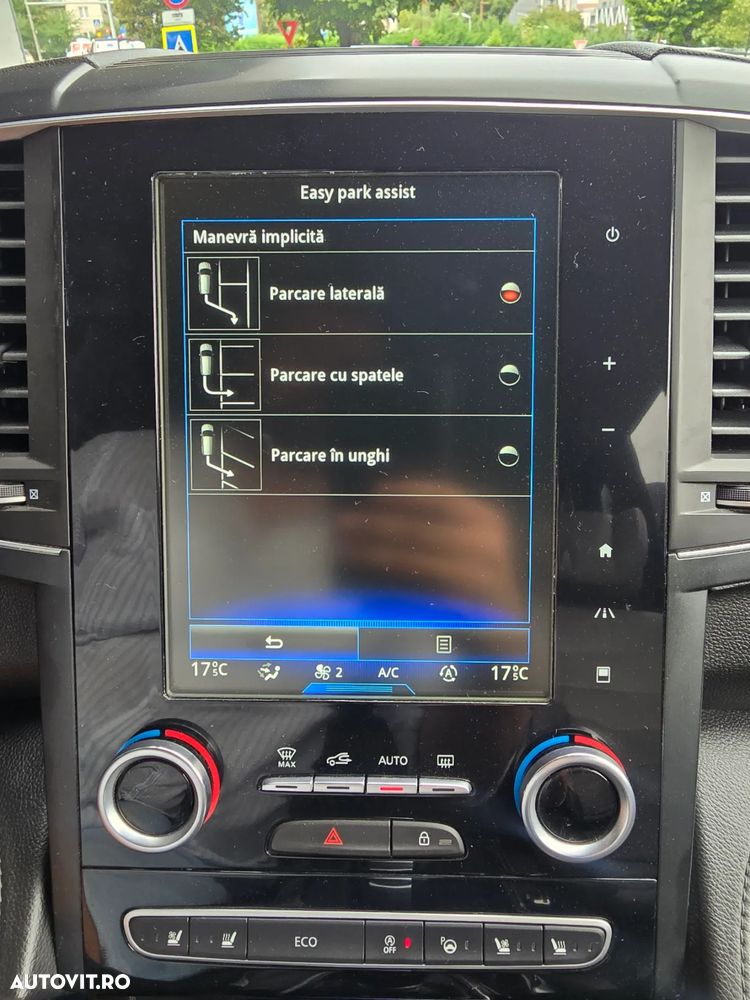 Easy park assist
Manevră implicită
Parcare laterală
Parcare cu spatele
Parcare în unghi
17°C 2 A/C 17°C
MAX AUTO
ECO
OFF
P
AUTOVIT.RO